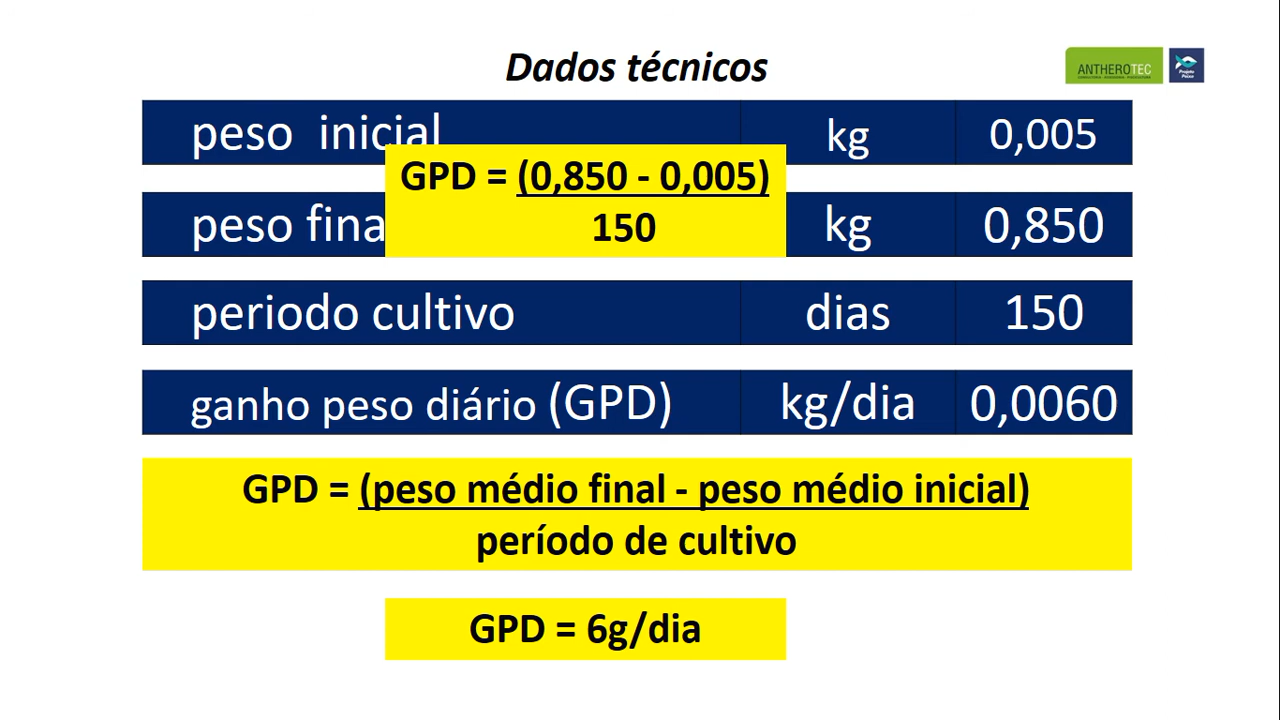 Dados técnicos
ANTHEROTEC
Projeto
Peixe
peso inicial kg 0,005
GPD = (0,850 - 0,005)
150
peso fina kg 0,850
periodo cultivo dias 150
ganho peso diário (GPD) kg/dia 0,0060
GPD = (peso médio final - peso médio inicial)
período de cultivo
GPD = 6g/dia